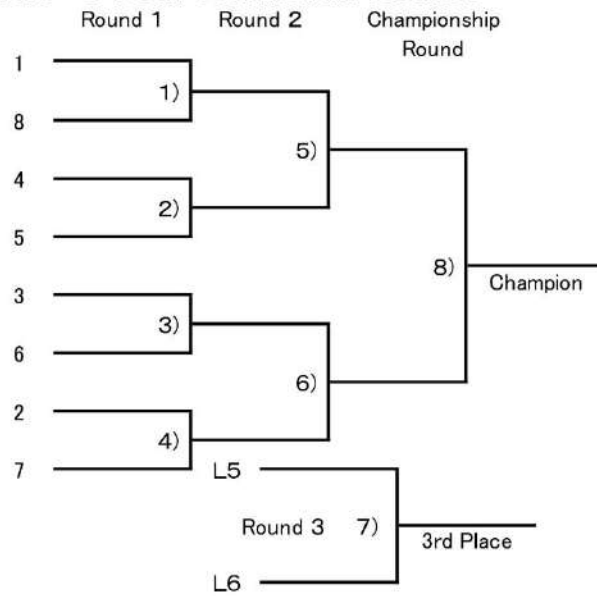 Round 1 Round 2 Championship
Round
1
1)
8
5)
4
2)
5
8)
Champion
3
3)
6
6)
2
4)
7
L5
Round 3 7)
3rd Place
L6